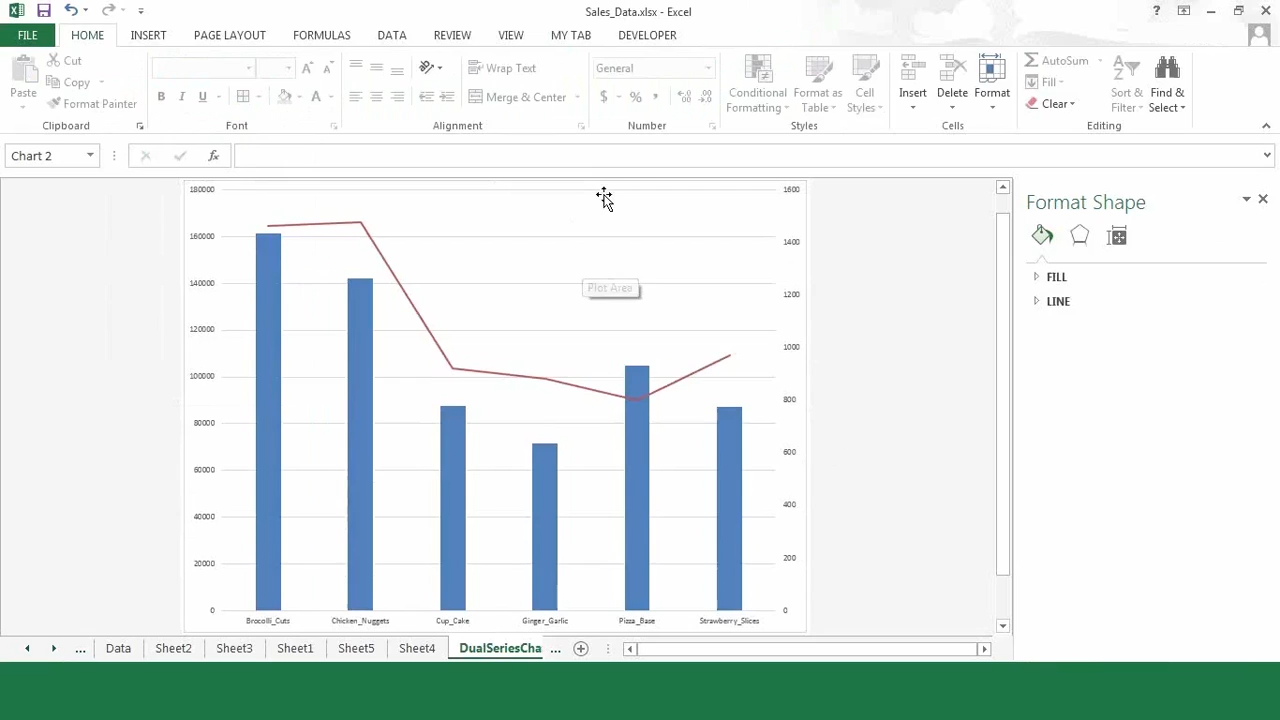 Sales_Data.xlsx - Excel
FILE HOME INSERT PAGE LAYOUT FORMULAS DATA REVIEW VIEW MY TAB DEVELOPER
Cut
Copy
Format Painter
Paste
Clipboard
B I U A
Font
Wrap Text
Merge & Center
Alignment
General
$ % ,
Number
Conditional Formatting
Format as Table
Cell Styles
Styles
Insert Delete Format
Cells
AutoSum
Fill
Clear
Sort & Filter
Find & Select
Editing
Chart 2
fx
180000
160000
140000
120000
100000
80000
60000
40000
20000
0
1600
1400
1200
1000
800
600
400
200
0
Plot Area
Brocolli_Cuts Chicken_Nuggets Cup_Cake Ginger_Garlic Pizza_Base Strawberry_Slices
Format Shape
FILL
LINE
... Data Sheet2 Sheet3 Sheet1 Sheet5 Sheet4 DualSeriesCha ...